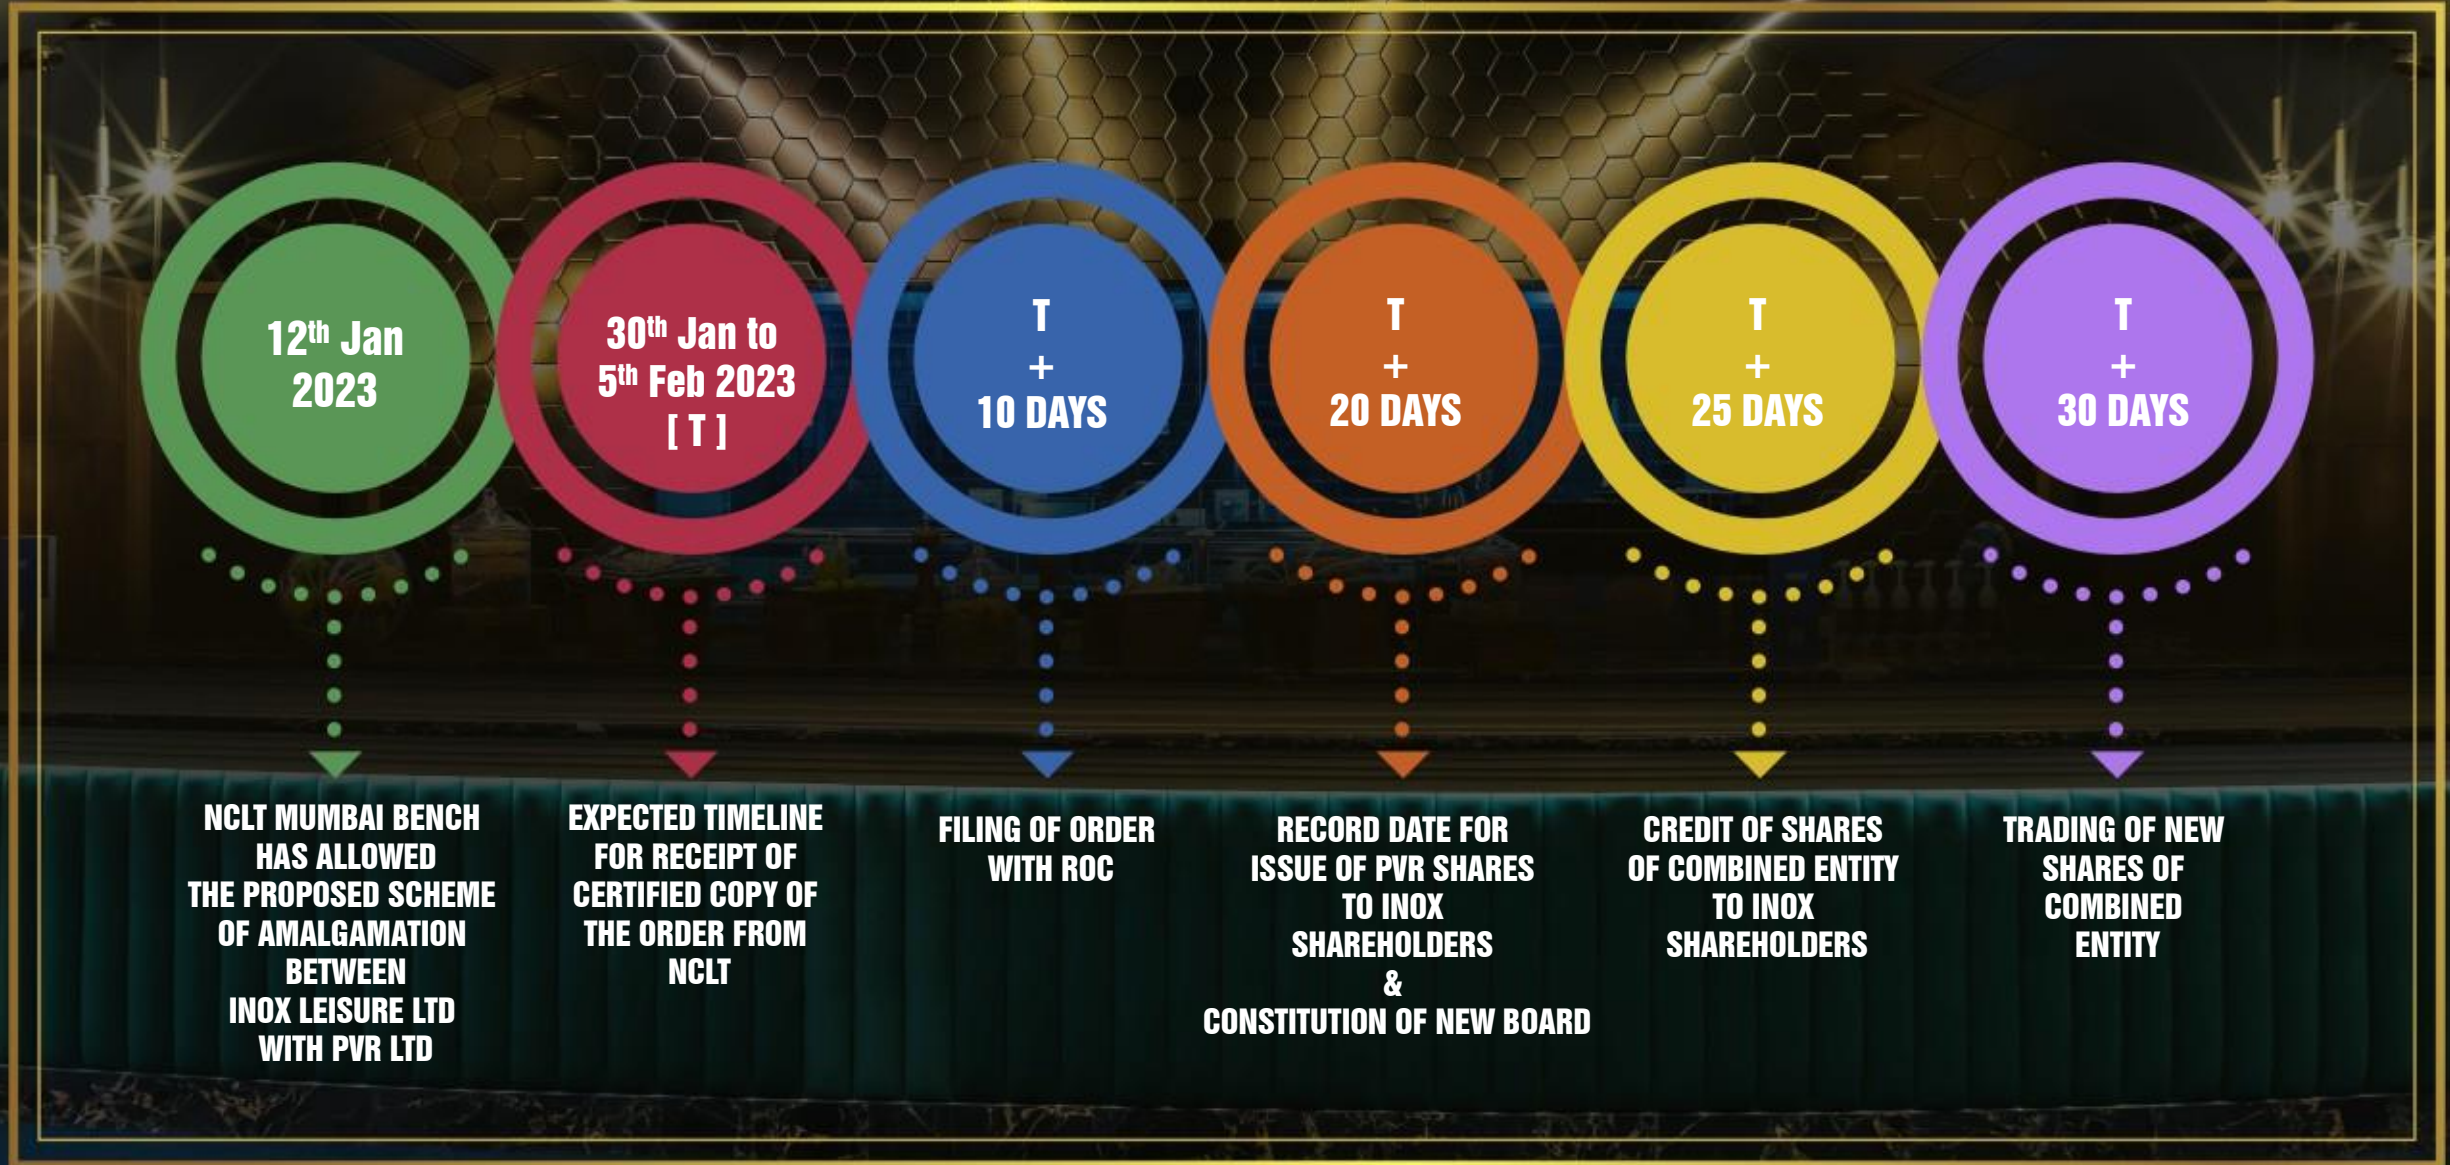 12th Jan
2023
30th Jan to
5th Feb 2023
[ T ]
T
+
10 DAYS
T
+
20 DAYS
T
+
25 DAYS
T
+
30 DAYS
NCLT MUMBAI BENCH
HAS ALLOWED
THE PROPOSED SCHEME
OF AMALGAMATION
BETWEEN
INOX LEISURE LTD
WITH PVR LTD
EXPECTED TIMELINE
FOR RECEIPT OF
CERTIFIED COPY OF
THE ORDER FROM
NCLT
FILING OF ORDER
WITH ROC
RECORD DATE FOR
ISSUE OF PVR SHARES
TO INOX
SHAREHOLDERS
&
CONSTITUTION OF NEW BOARD
CREDIT OF SHARES
OF COMBINED ENTITY
TO INOX
SHAREHOLDERS
TRADING OF NEW
SHARES OF
COMBINED
ENTITY